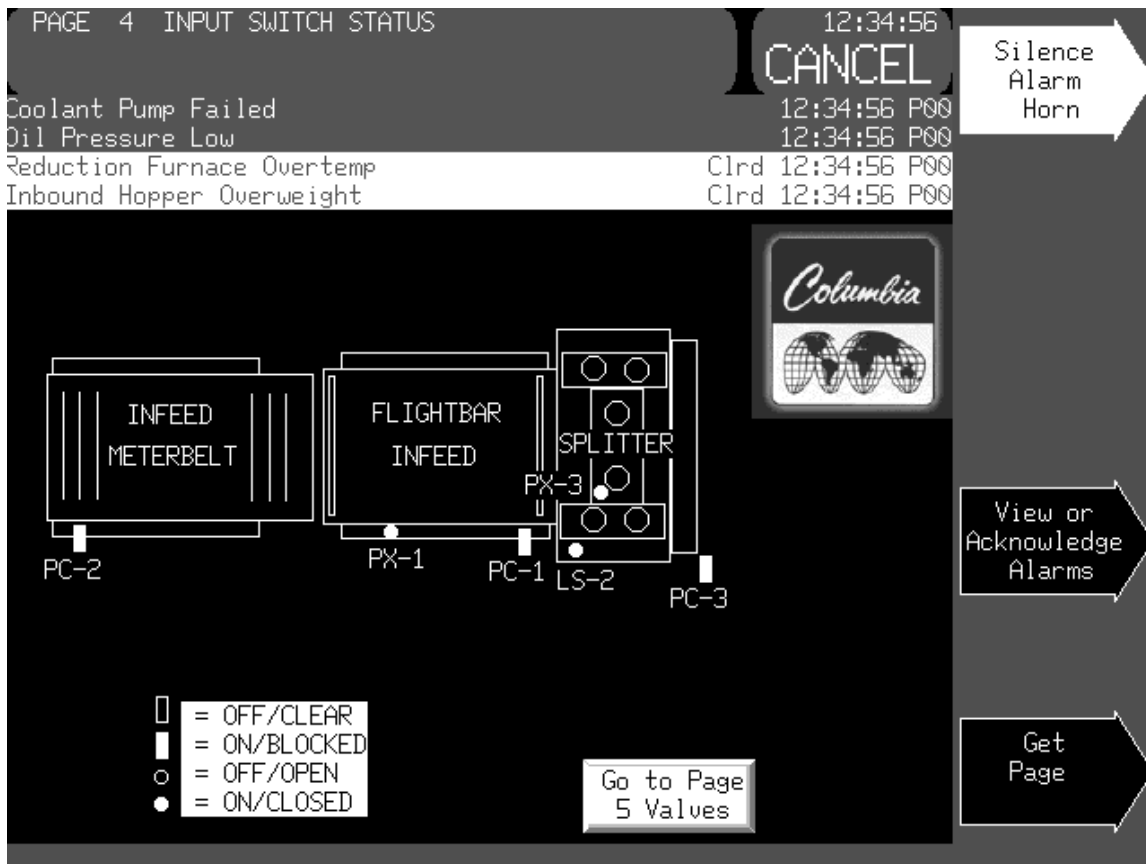 PAGE 4 INPUT SWITCH STATUS
12:34:56
CANCEL
Coolant Pump Failed 12:34:56 P00
Oil Pressure Low 12:34:56 P00
Reduction Furnace Overtemp Clrd 12:34:56 P00
Inbound Hopper Overweight Clrd 12:34:56 P00
Silence
Alarm
Horn
Columbia
INFEED
METERBELT
FLIGHTBAR
INFEED
SPLITTER
PX-3
PC-2
PX-1
PC-1
LS-2
PC-3
View or
Acknowledge
Alarms
= OFF/CLEAR
= ON/BLOCKED
= OFF/OPEN
= ON/CLOSED
Go to Page
5 Valves
Get
Page